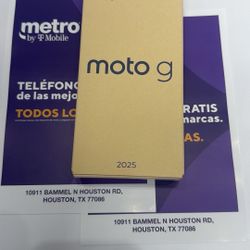 metro
by T Mobile
moto g
TELÉFONO
de las mejo
TODOS LO
RATIS
marcas.
AS.
2025
10911 BAMMEL N HOUSTON RD,
HOUSTON, TX 77086
10911 BAMMEL N HOUSTON RD,
HOUSTON, TX 77086